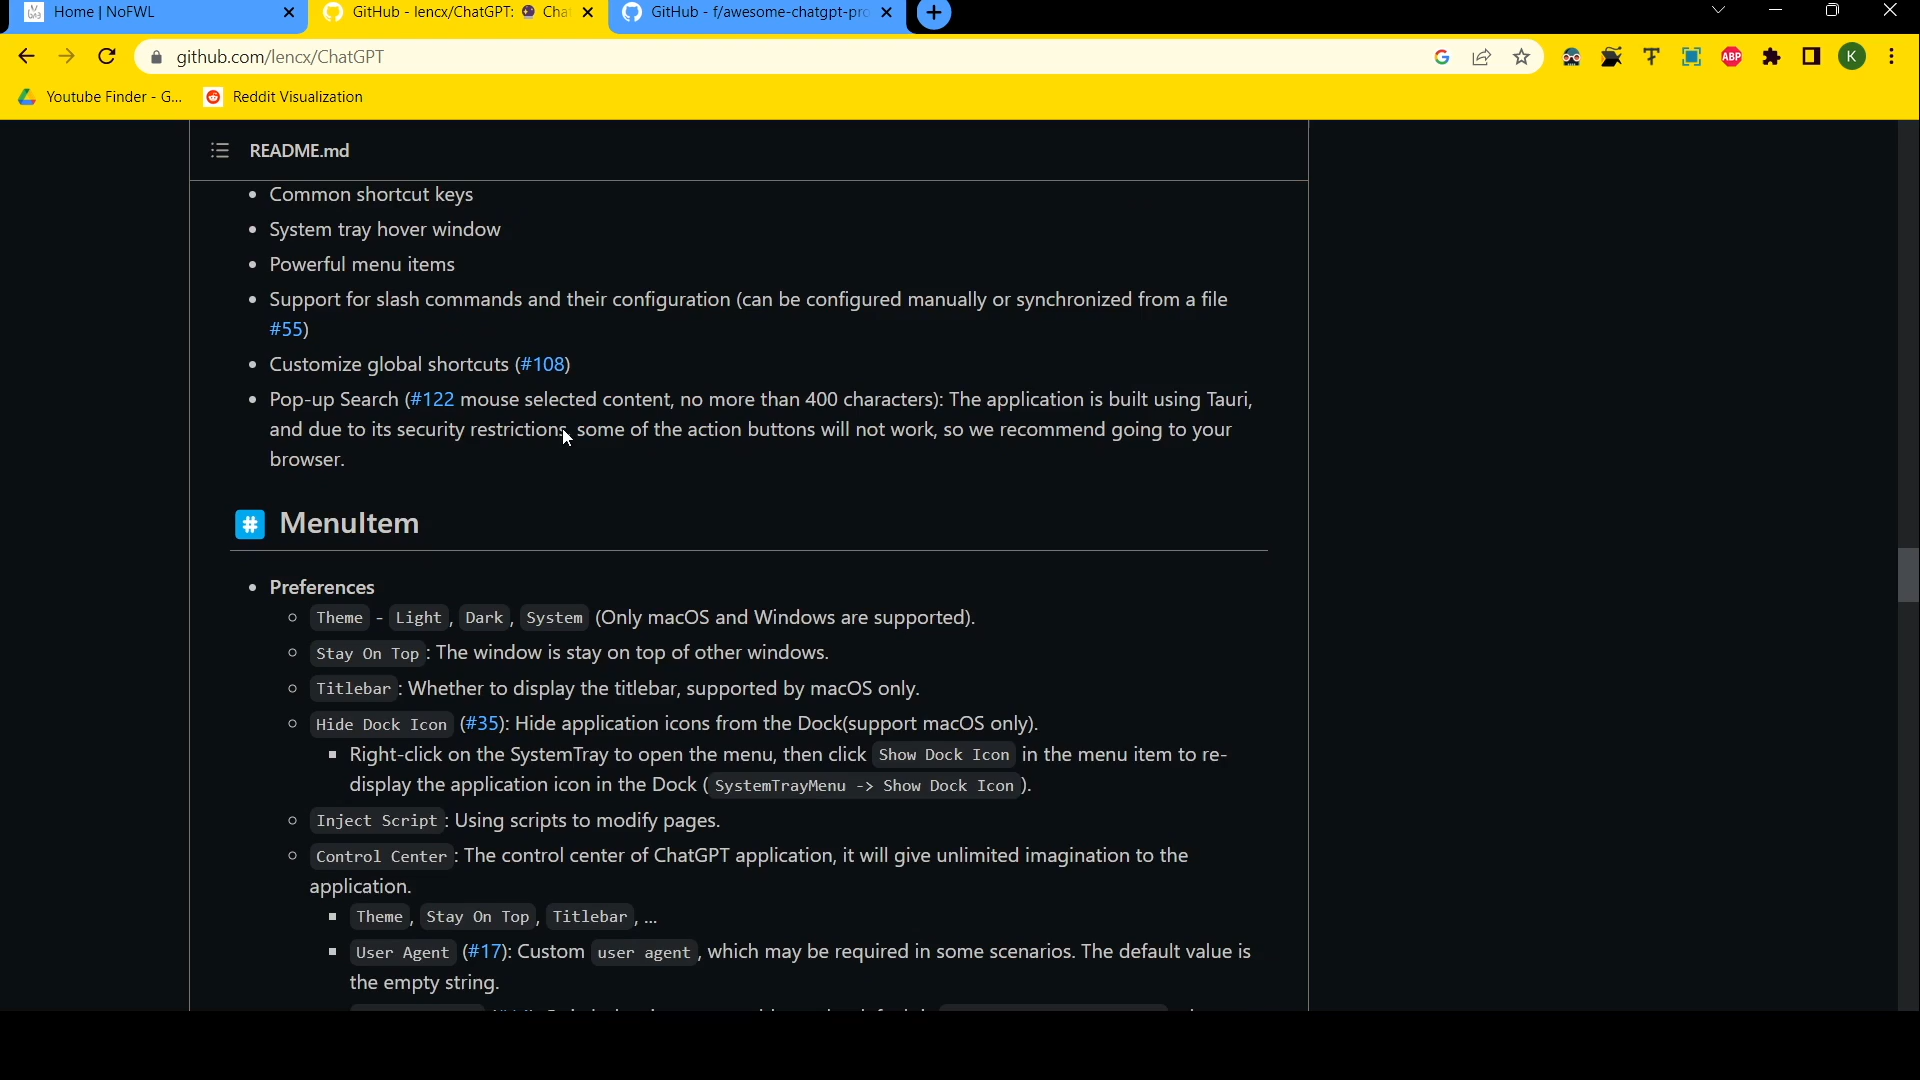 Home | NoFWL
GitHub - lencx/ChatGPT: Cha
GitHub - f/awesome-chatgpt-pro
github.com/lencx/ChatGPT
ABP
K
Youtube Finder - G...
Reddit Visualization
README.md
Common shortcut keys
System tray hover window
Powerful menu items
Support for slash commands and their configuration (can be configured manually or synchronized from a file
#55)
Customize global shortcuts (#108)
Pop-up Search (#122 mouse selected content, no more than 400 characters): The application is built using Tauri,
and due to its security restrictions, some of the action buttons will not work, so we recommend going to your
browser.
# MenuItem
Preferences
Theme - Light, Dark, System (Only macOS and Windows are supported).
Stay On Top: The window is stay on top of other windows.
Titlebar: Whether to display the titlebar, supported by macOS only.
Hide Dock Icon (#35): Hide application icons from the Dock(support macOS only).
Right-click on the SystemTray to open the menu, then click Show Dock Icon in the menu item to re-
display the application icon in the Dock (SystemTrayMenu -> Show Dock Icon).
Inject Script: Using scripts to modify pages.
Control Center: The control center of ChatGPT application, it will give unlimited imagination to the
application.
Theme, Stay On Top, Titlebar, ...
User Agent (#17): Custom user agent, which may be required in some scenarios. The default value is
the empty string.